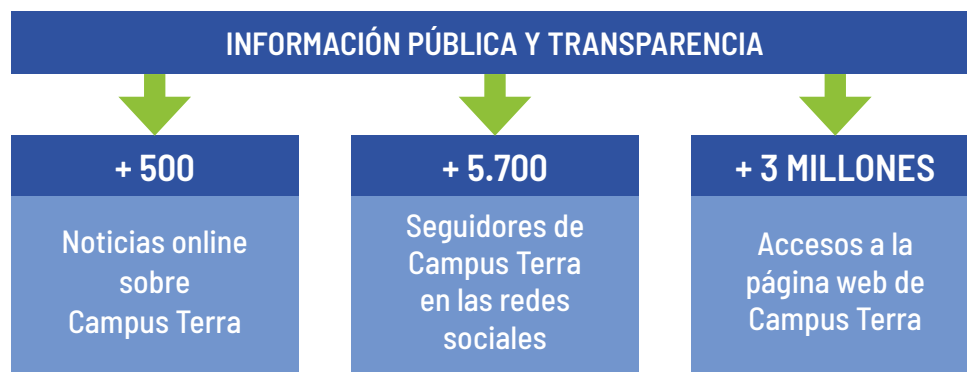 INFORMACIÓN PÚBLICA Y TRANSPARENCIA
+ 500
Noticias online
sobre
Campus Terra
+ 5.700
Seguidores de
Campus Terra
en las redes
sociales
+ 3 MILLONES
Accesos a la
página web de
Campus Terra